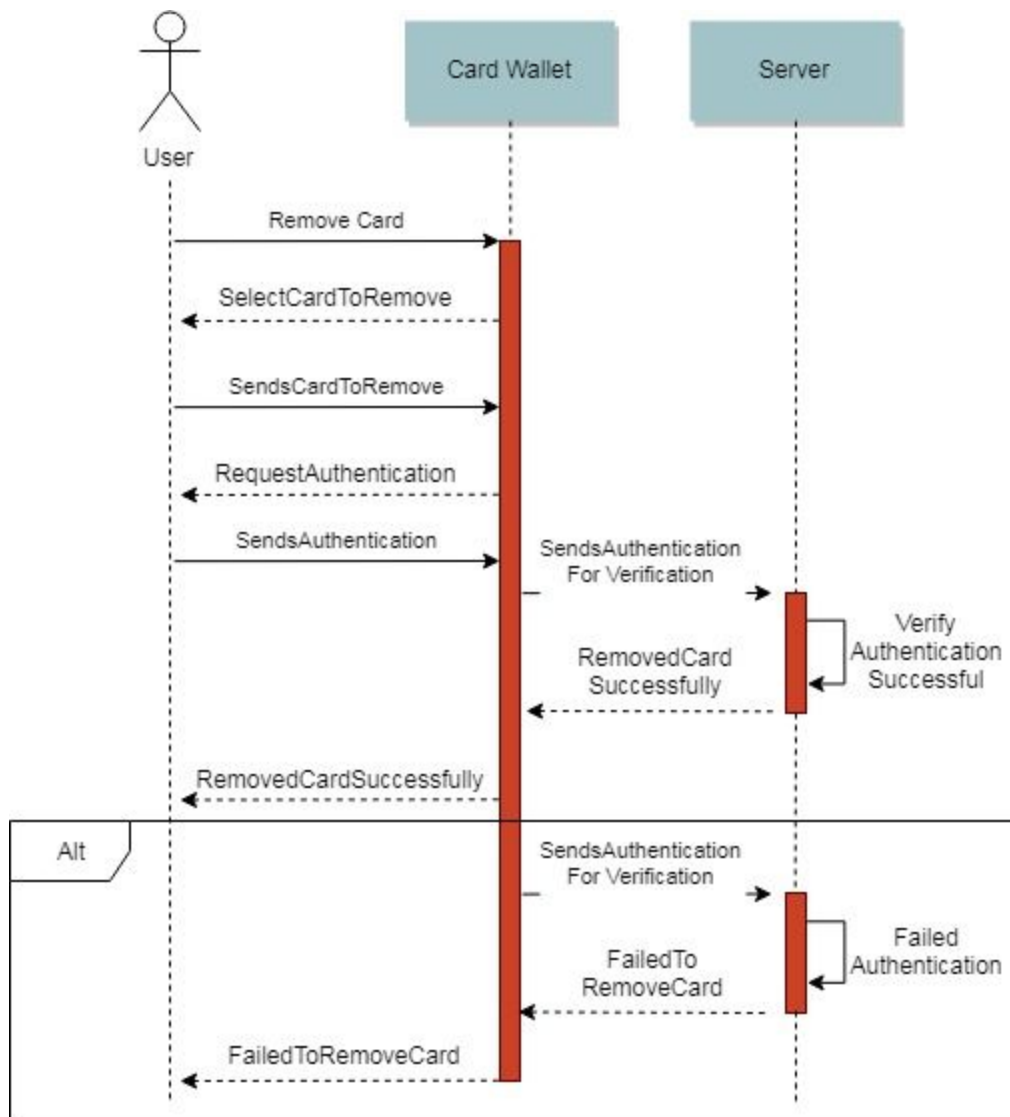 Card Wallet
Server
User
Remove Card
SelectCardToRemove
SendsCardToRemove
RequestAuthentication
SendsAuthentication
SendsAuthentication
For Verification
Verify
Authentication
Successful
RemovedCard
Successfully
RemovedCardSuccessfully
Alt
SendsAuthentication
For Verification
Failed
Authentication
FailedTo
RemoveCard
FailedToRemoveCard